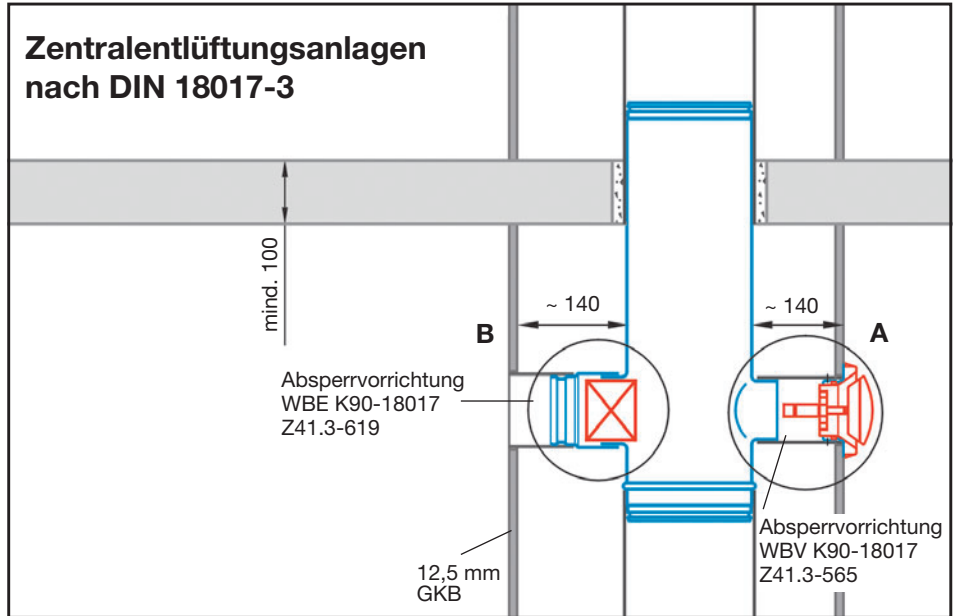 Zentralentlüftungsanlagen
nach DIN 18017-3
mind. 100
~ 140
~ 140
B
A
Absperrvorrichtung
WBE K90-18017
Z41.3-619
12,5 mm
GKB
Absperrvorrichtung
WBV K90-18017
Z41.3-565